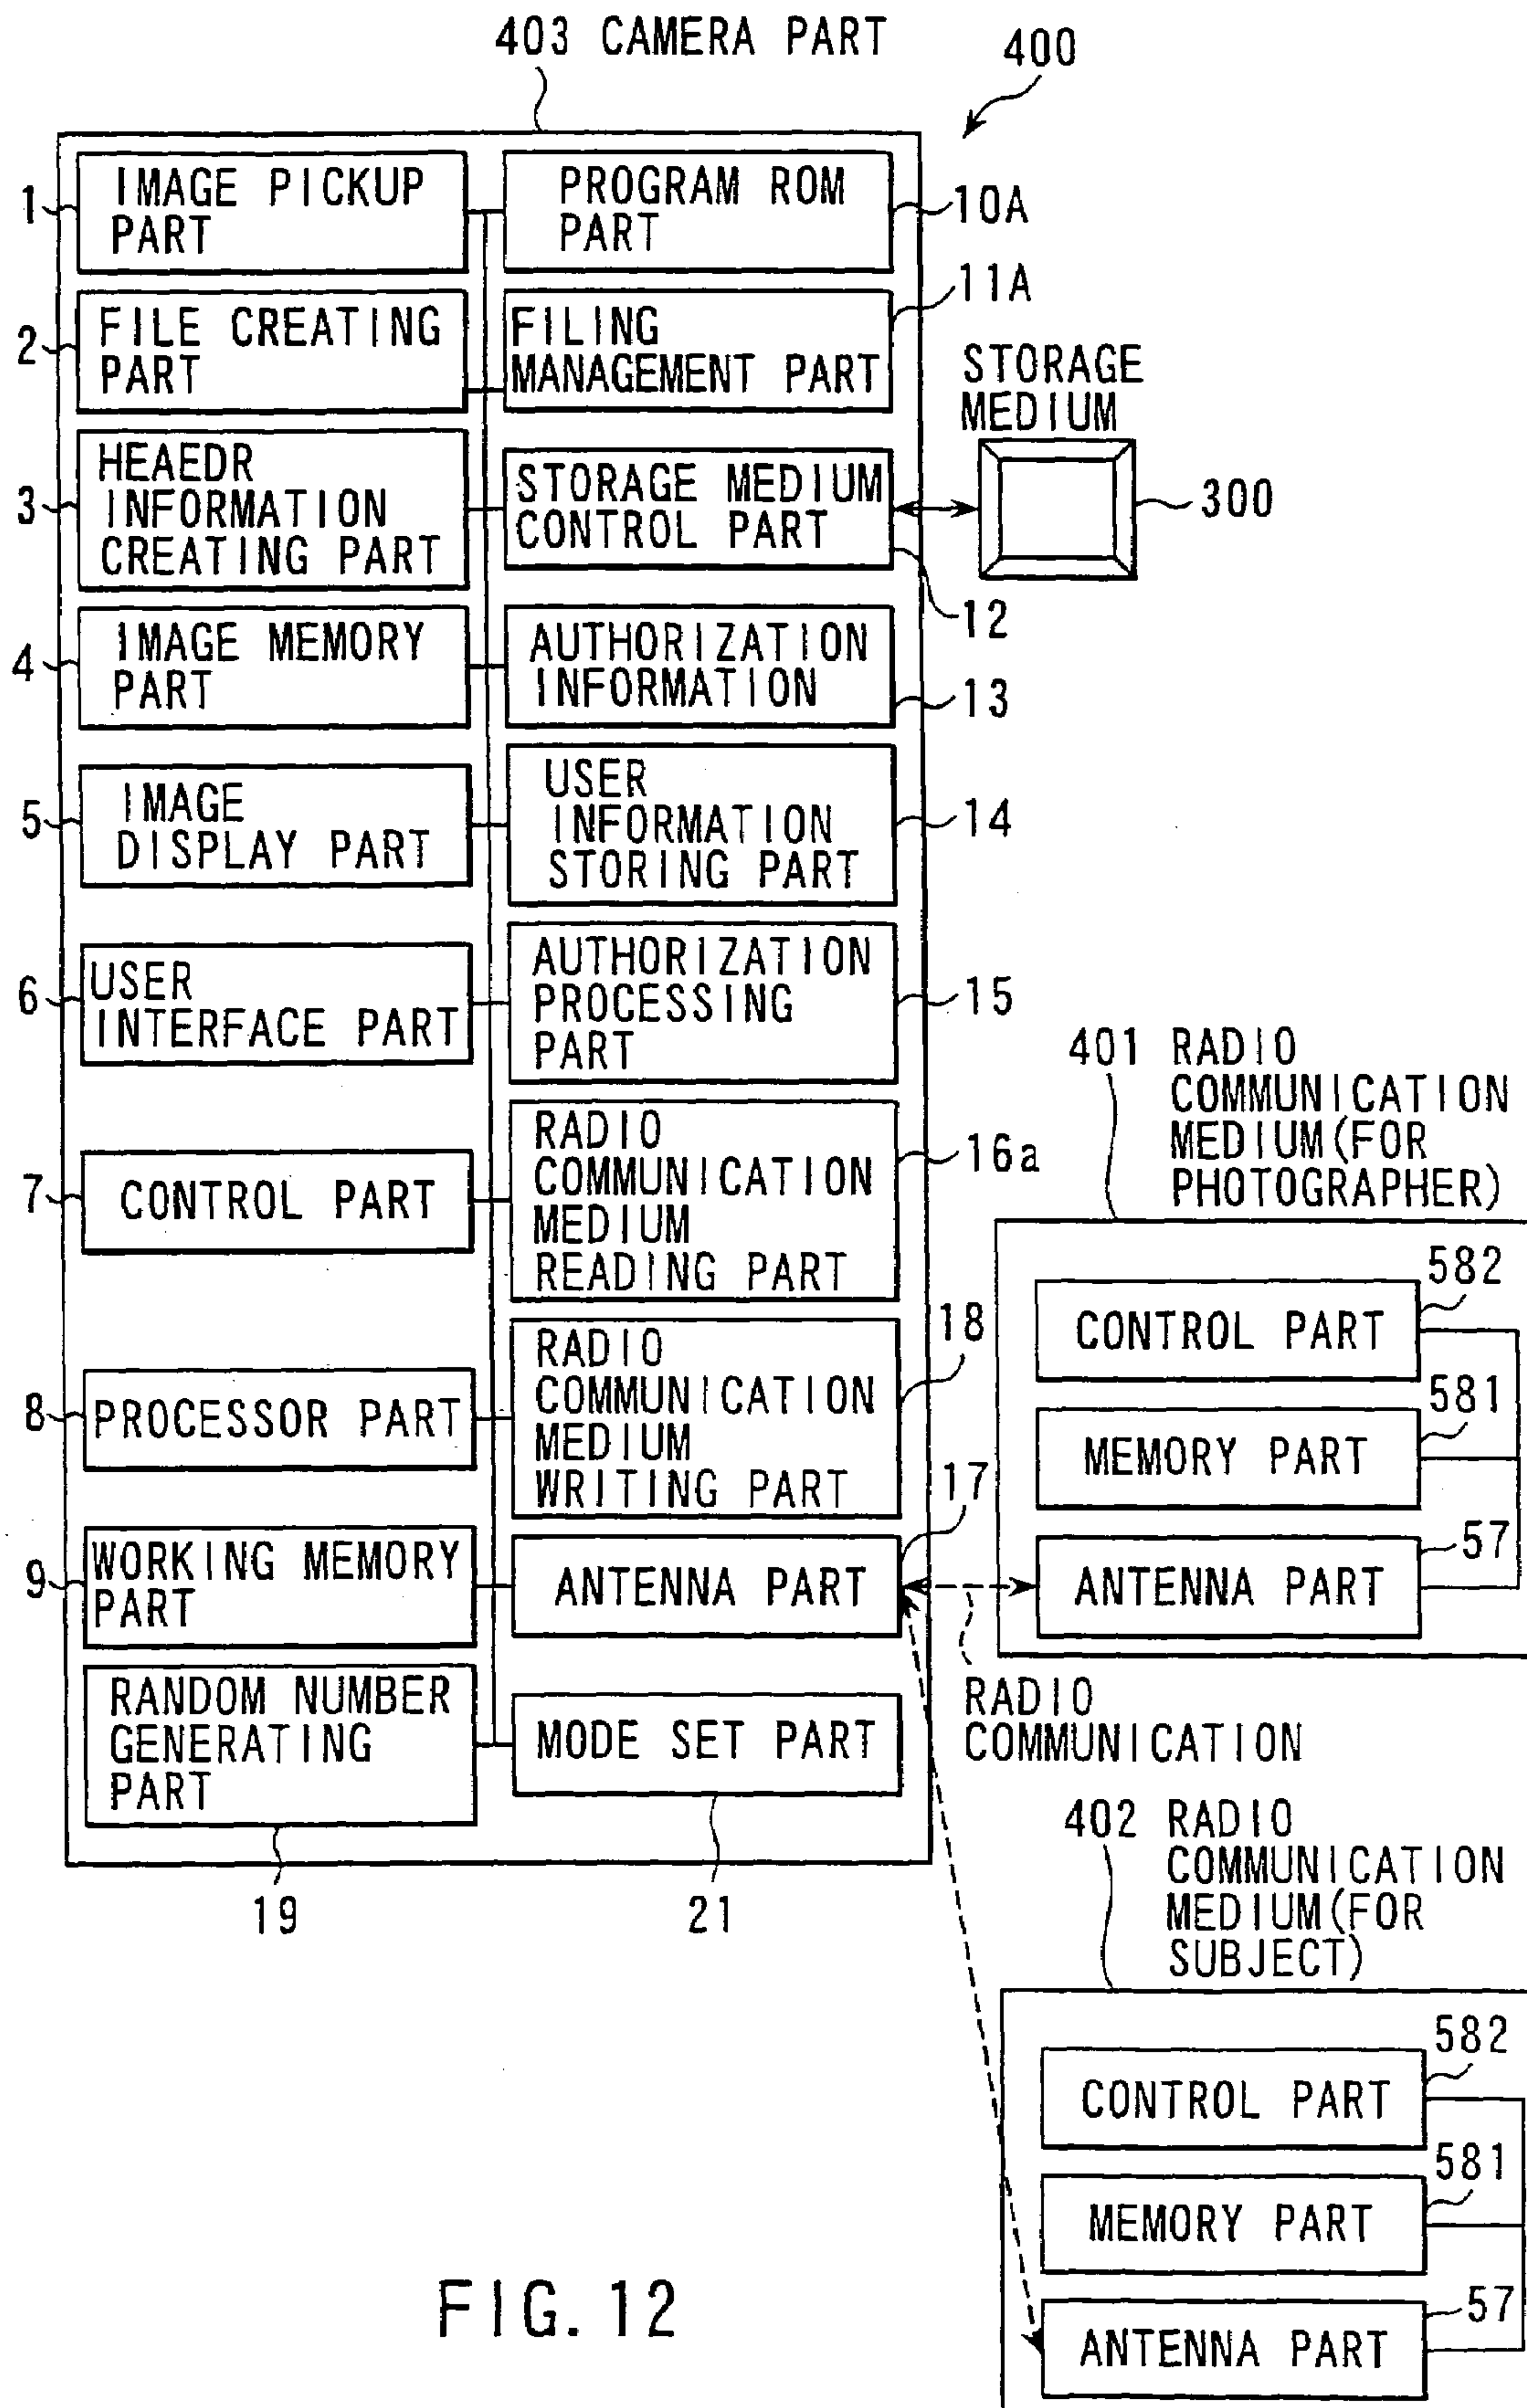 403 CAMERA PART
400
1
IMAGE PICKUP
PART
PROGRAM ROM
PART
10A
2
FILE CREATING
PART
FILING
MANAGEMENT PART
11A
STORAGE
MEDIUM
300
3
HEAEDR
INFORMATION
CREATING PART
STORAGE MEDIUM
CONTROL PART
12
4
IMAGE MEMORY
PART
AUTHORIZATION
INFORMATION
13
5
IMAGE
DISPLAY PART
USER
INFORMATION
STORING PART
14
6
USER
INTERFACE PART
AUTHORIZATION
PROCESSING
PART
15
7
CONTROL PART
RADIO
COMMUNICATION
MEDIUM
READING PART
16a
8
PROCESSOR PART
RADIO
COMMUNICATION
MEDIUM
WRITING PART
18
9
WORKING MEMORY
PART
ANTENNA PART
17
RANDOM NUMBER
GENERATING
PART
19
MODE SET PART
21
RADIO
COMMUNICATION
401 RADIO
COMMUNICATION
MEDIUM(FOR
PHOTOGRAPHER)
CONTROL PART
582
MEMORY PART
581
ANTENNA PART
57
402 RADIO
COMMUNICATION
MEDIUM(FOR
SUBJECT)
CONTROL PART
582
MEMORY PART
581
ANTENNA PART
57
FIG. 12